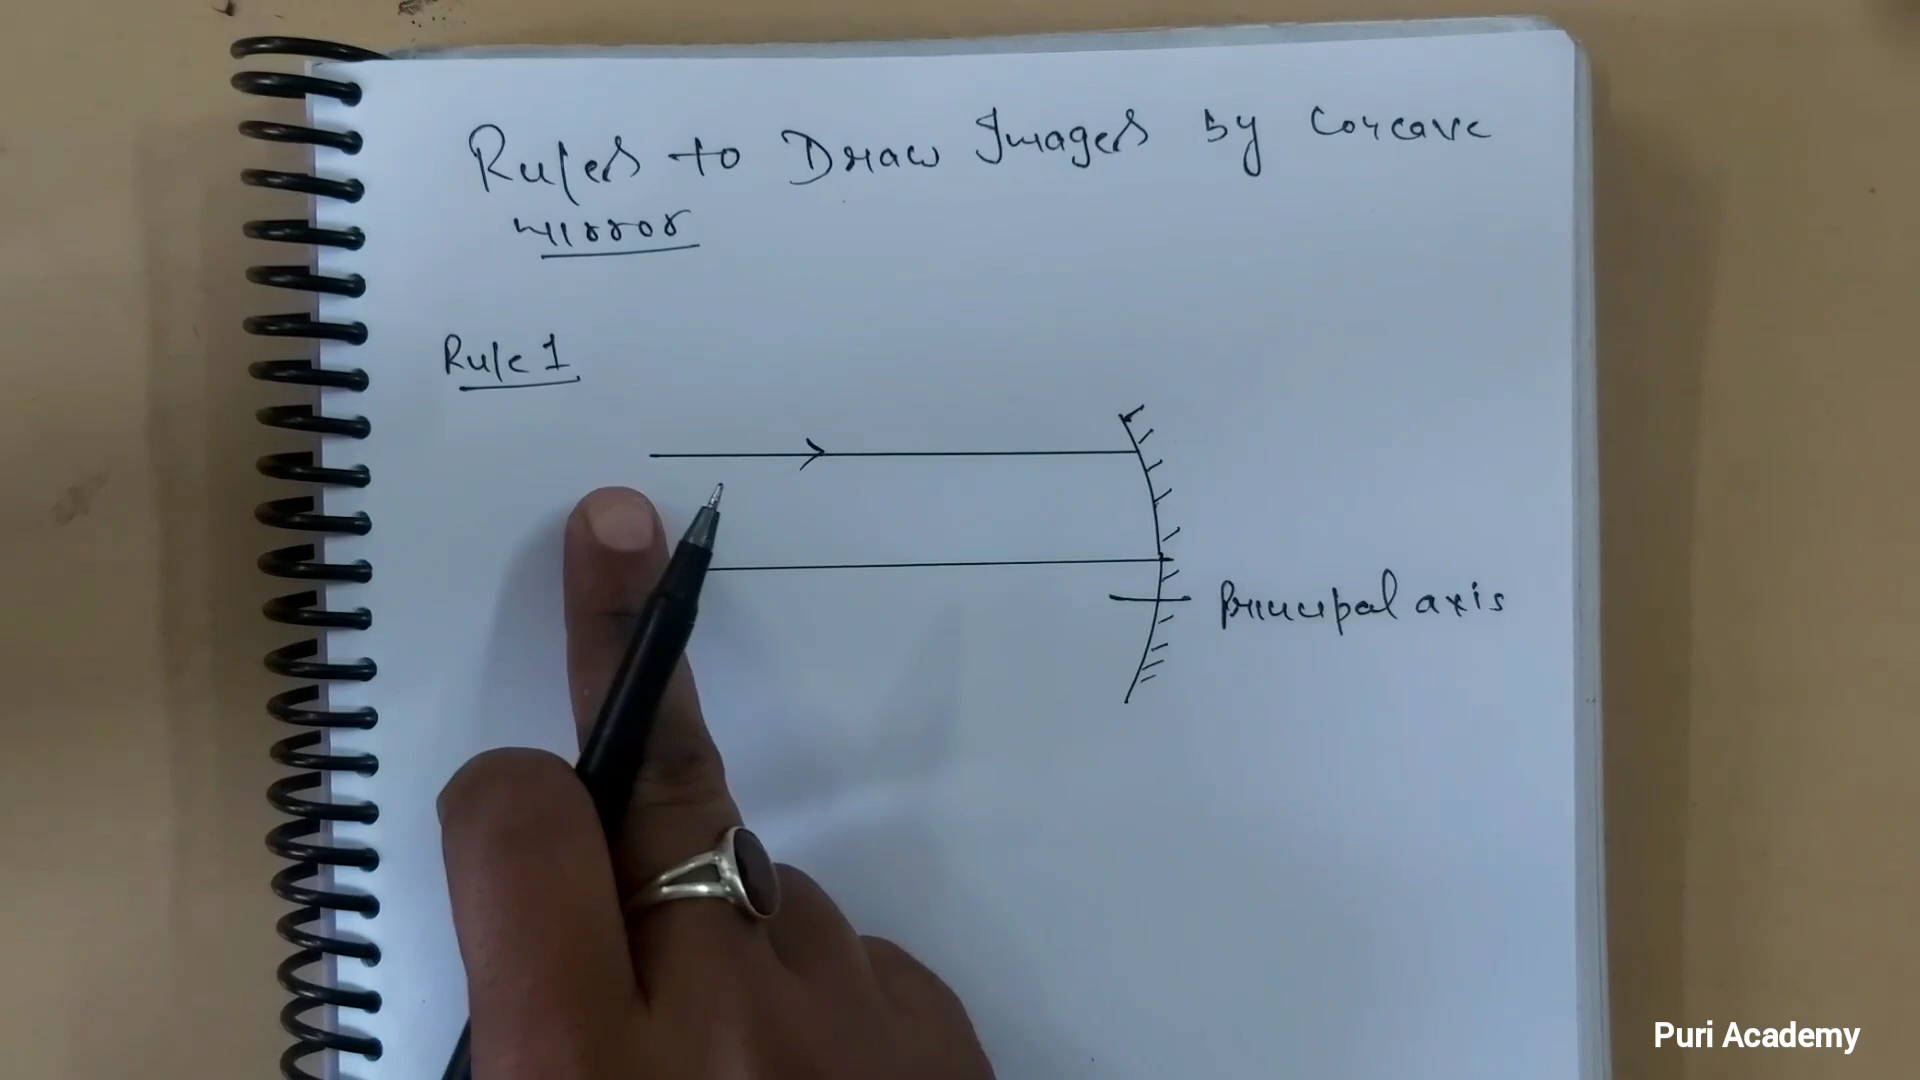 Rules to Draw Images by Concave
mirror
Rule 1
Principal axis
Puri Academy